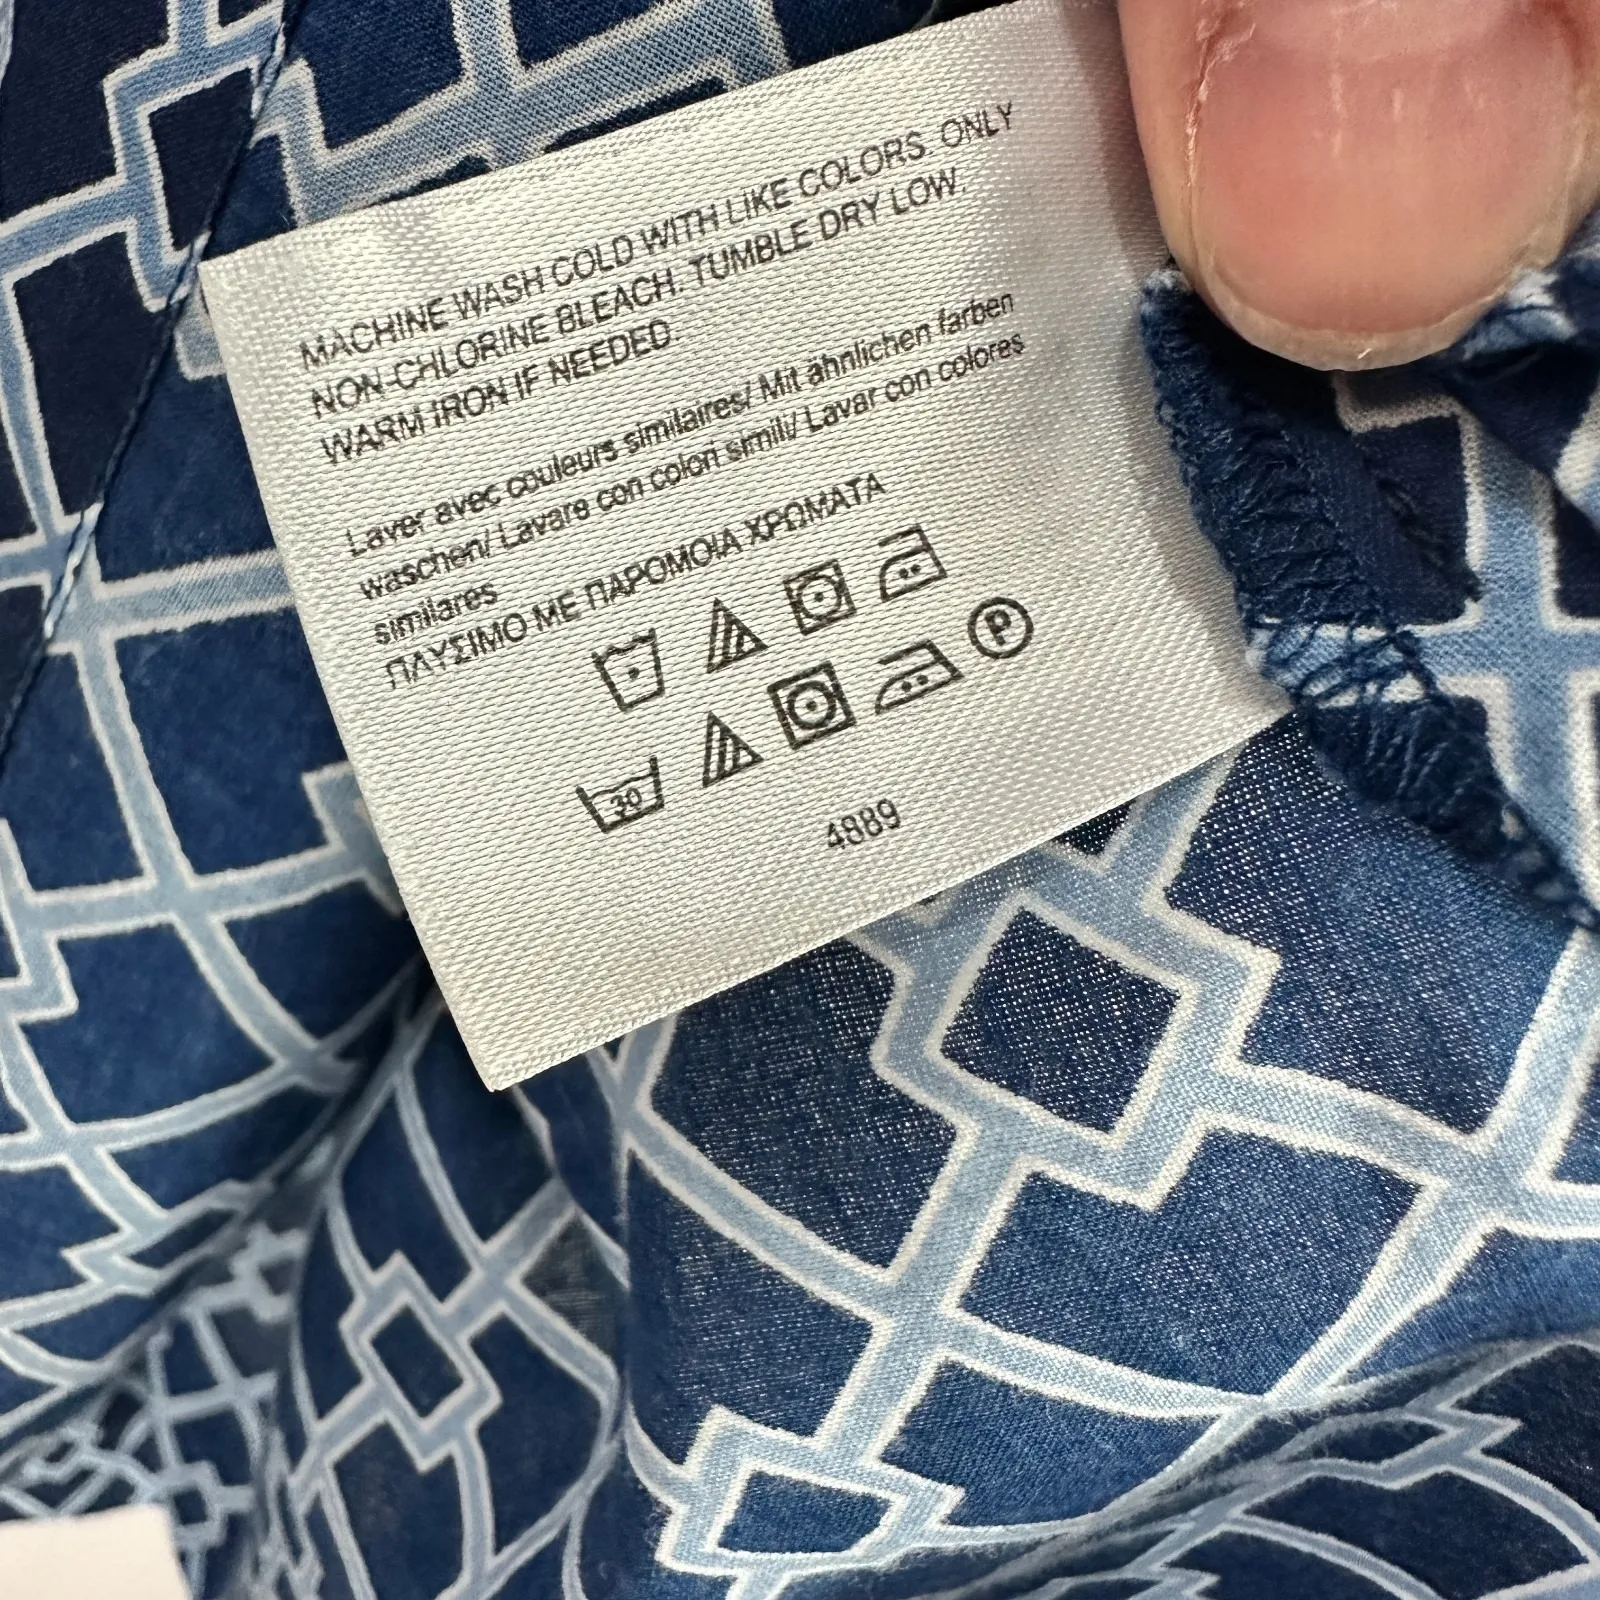 MACHINE WASH COLD WITH LIKE COLORS. ONLY
NON-CHLORINE BLEACH. TUMBLE DRY LOW.
WARM IRON IF NEEDED.
Laver avec couleurs similaires/ Mit ähnlichen farben
waschen/ Lavare con colori simili/ Lavar con colores
similares
ΠΛΥΣΙΜΟ ΜΕ ΠΑΡΟΜΟΙΑ ΧΡΩΜΑΤΑ
P
30
4889